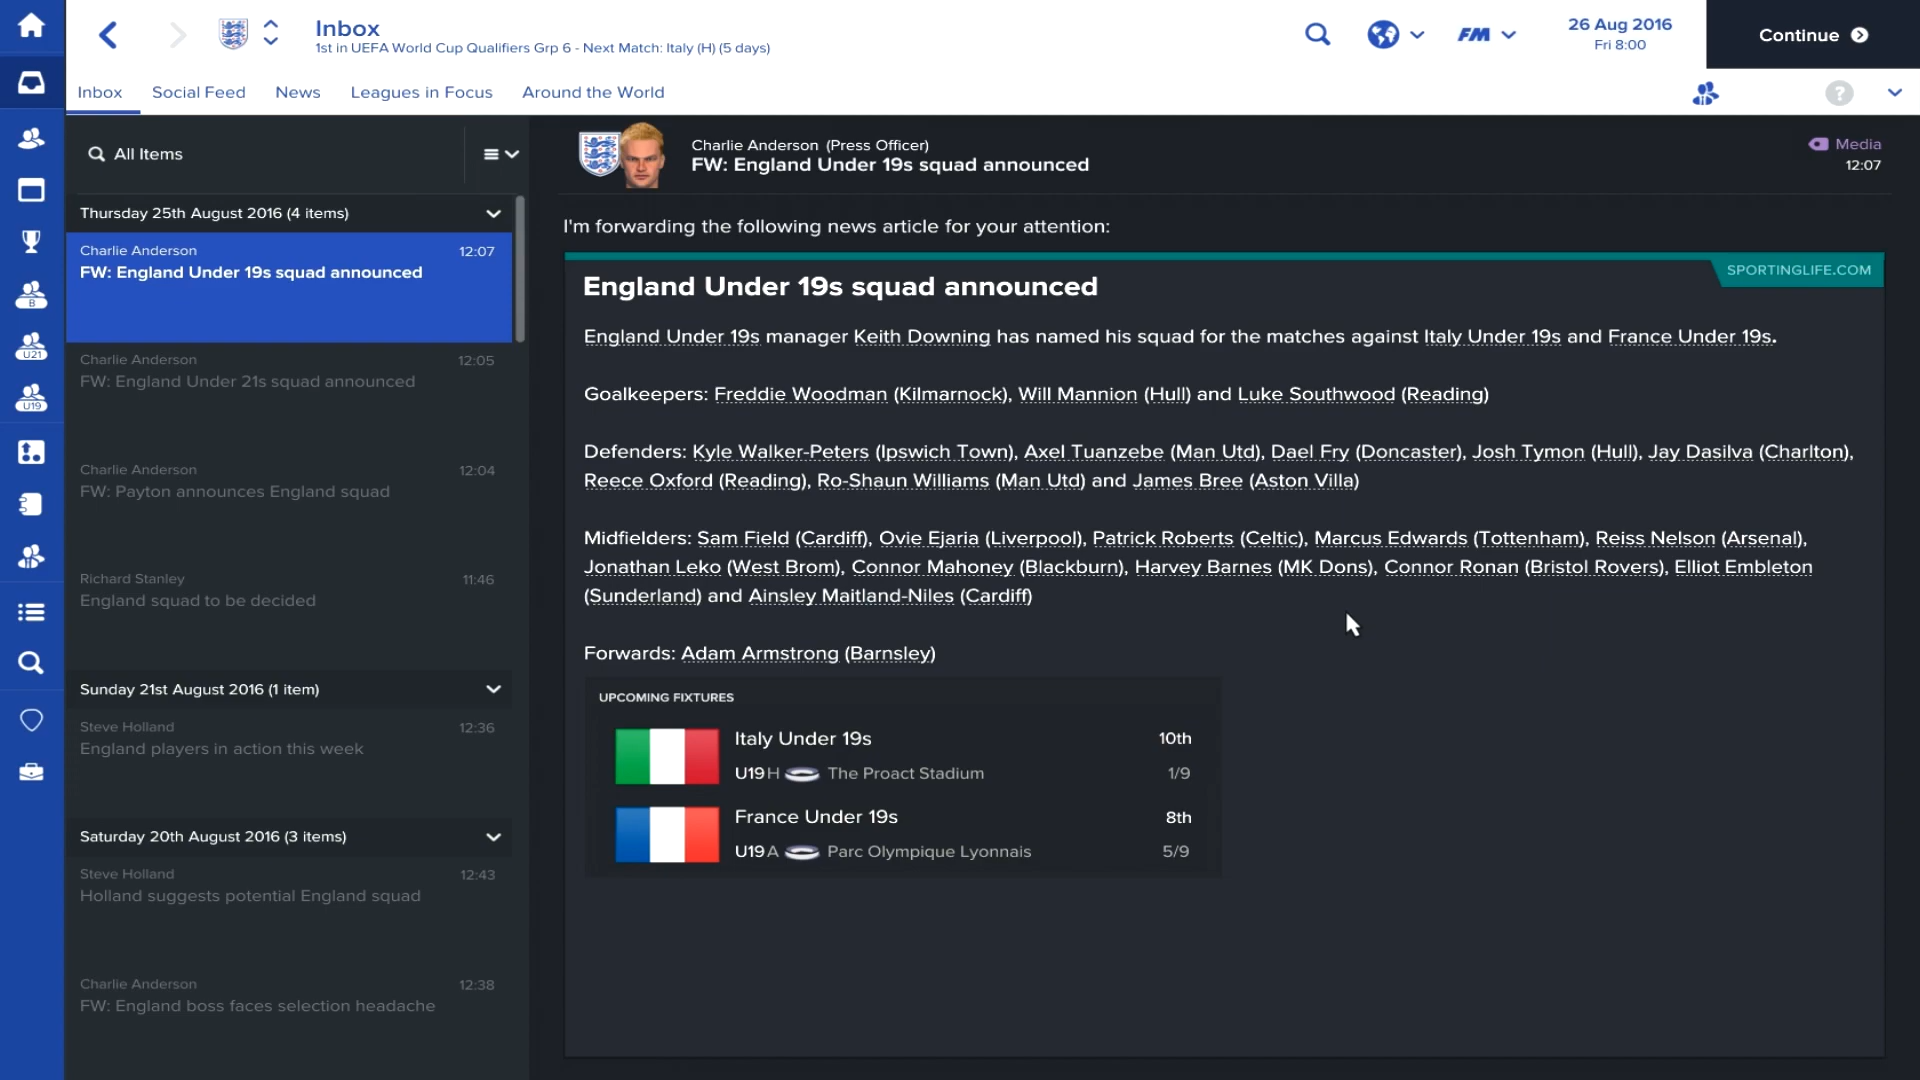 Inbox
1st in UEFA World Cup Qualifiers Grp 6 - Next Match: Italy (H) (5 days)
FM
26 Aug 2016
Fri 8:00
Continue
Inbox
Social Feed
News
Leagues in Focus
Around the World
?
All Items
Thursday 25th August 2016 (4 items)
Charlie Anderson 12:07
FW: England Under 19s squad announced
Charlie Anderson 12:05
FW: England Under 21s squad announced
Charlie Anderson 12:04
FW: Payton announces England squad
Richard Stanley 11:46
England squad to be decided
Sunday 21st August 2016 (1 item)
Steve Holland 12:36
England players in action this week
Saturday 20th August 2016 (3 items)
Steve Holland 12:43
Holland suggests potential England squad
Charlie Anderson 12:38
FW: England boss faces selection headache
B
U21
U19
Charlie Anderson (Press Officer)
FW: England Under 19s squad announced
Media
12:07
I'm forwarding the following news article for your attention:
SPORTINGLIFE.COM
England Under 19s squad announced
England Under 19s manager Keith Downing has named his squad for the matches against Italy Under 19s and France Under 19s.
Goalkeepers: Freddie Woodman (Kilmarnock), Will Mannion (Hull) and Luke Southwood (Reading)
Defenders: Kyle Walker-Peters (Ipswich Town), Axel Tuanzebe (Man Utd), Dael Fry (Doncaster), Josh Tymon (Hull), Jay Dasilva (Charlton),
Reece Oxford (Reading), Ro-Shaun Williams (Man Utd) and James Bree (Aston Villa)
Midfielders: Sam Field (Cardiff), Ovie Ejaria (Liverpool), Patrick Roberts (Celtic), Marcus Edwards (Tottenham), Reiss Nelson (Arsenal),
Jonathan Leko (West Brom), Connor Mahoney (Blackburn), Harvey Barnes (MK Dons), Connor Ronan (Bristol Rovers), Elliot Embleton
(Sunderland) and Ainsley Maitland-Niles (Cardiff)
Forwards: Adam Armstrong (Barnsley)
UPCOMING FIXTURES
Italy Under 19s 10th
U19 H The Proact Stadium 1/9
France Under 19s 8th
U19 A Parc Olympique Lyonnais 5/9